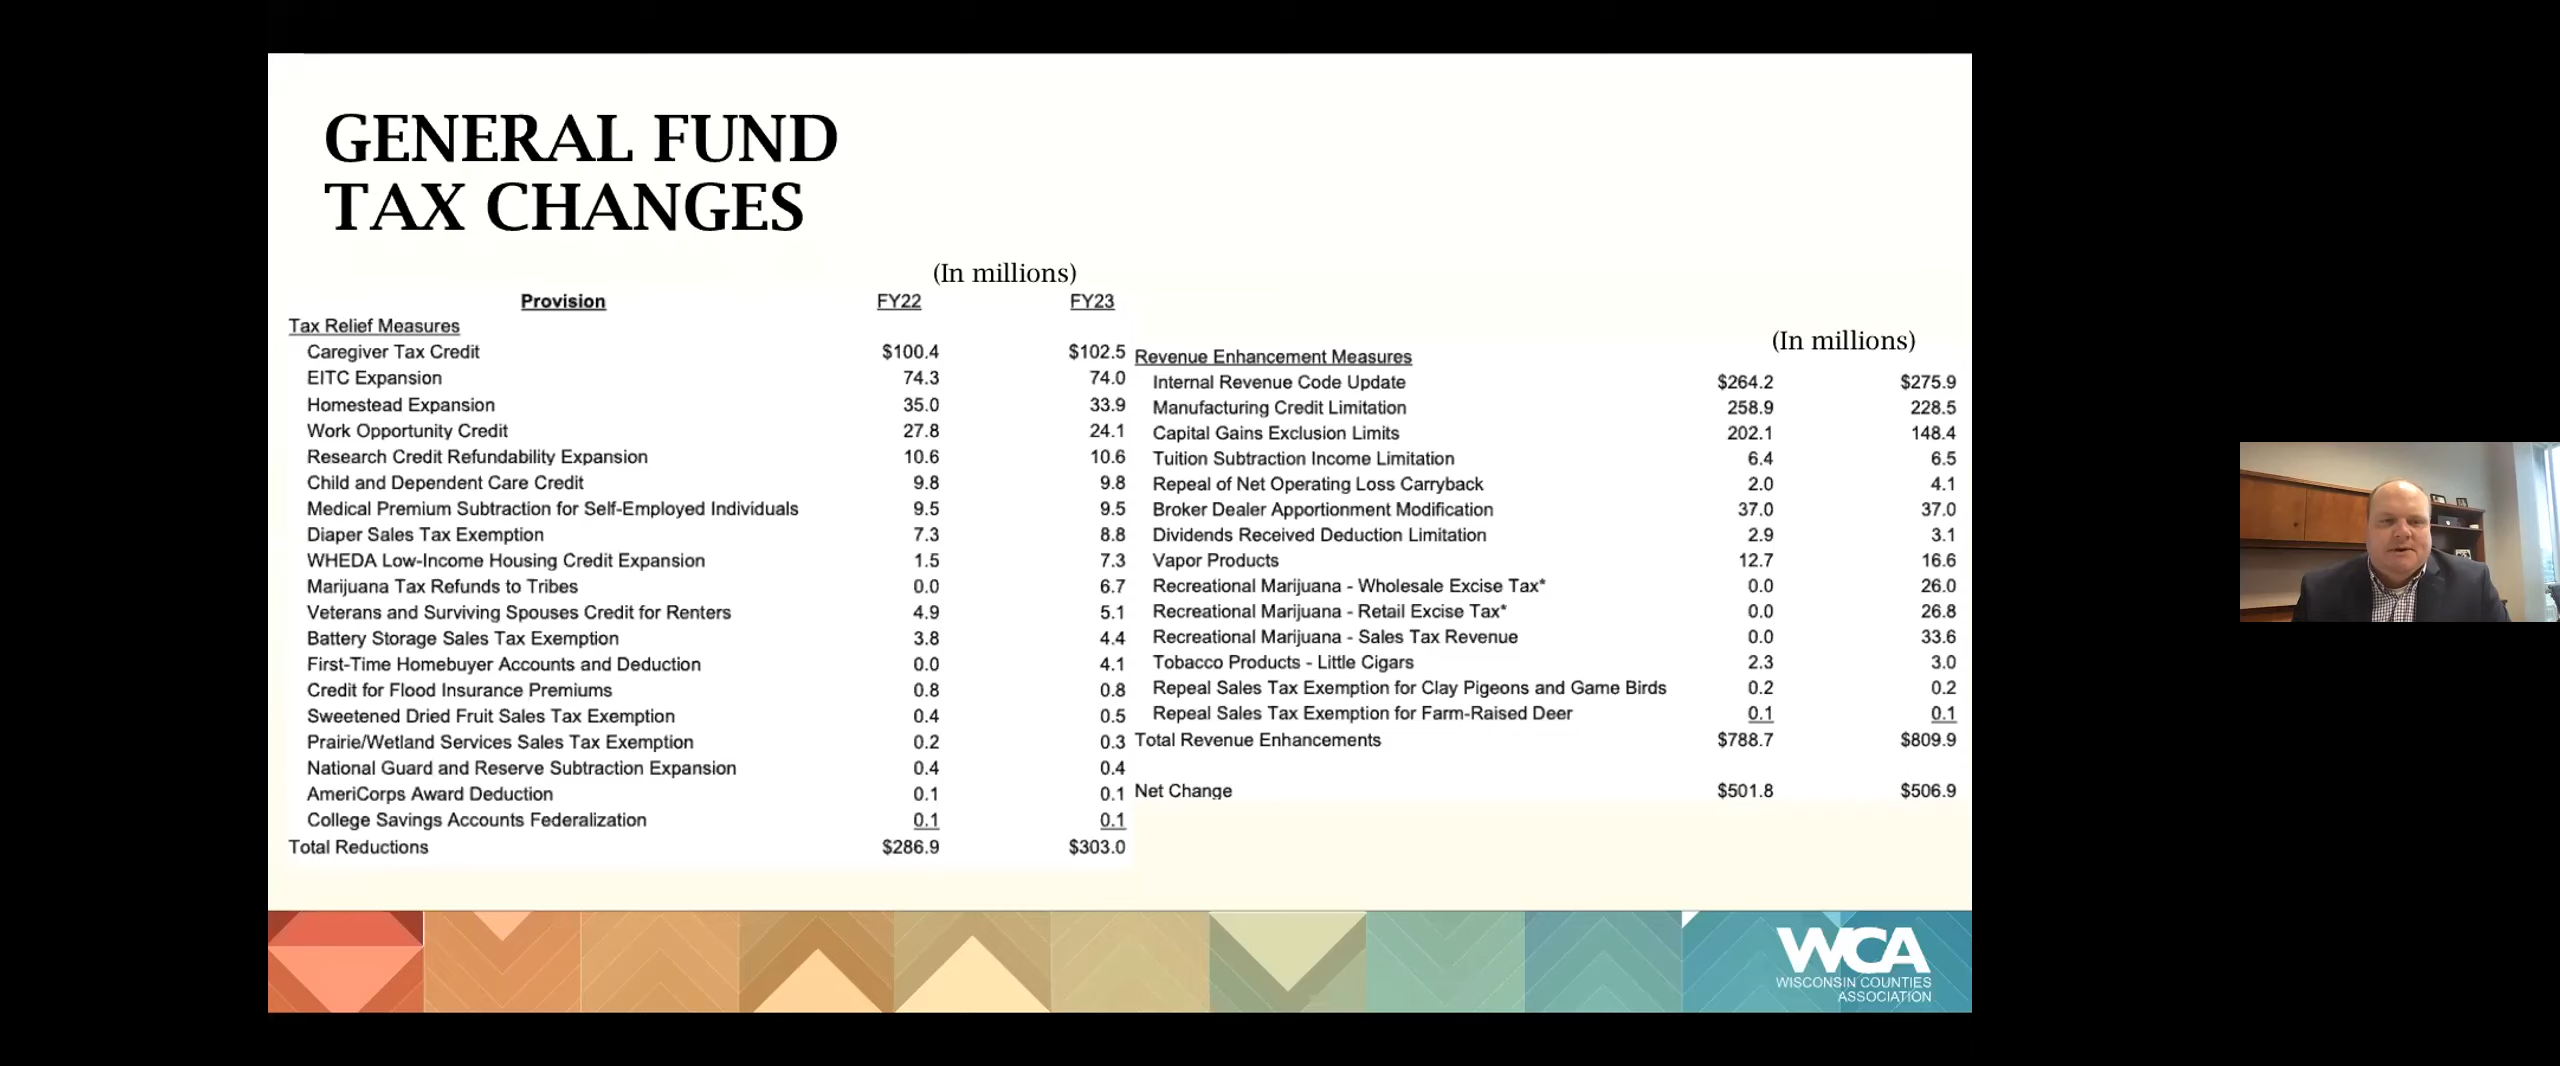 GENERAL FUND
TAX CHANGES
(In millions)
Provision FY22 FY23
Tax Relief Measures
Caregiver Tax Credit $100.4 $102.5
EITC Expansion 74.3 74.0
Homestead Expansion 35.0 33.9
Work Opportunity Credit 27.8 24.1
Research Credit Refundability Expansion 10.6 10.6
Child and Dependent Care Credit 9.8 9.8
Medical Premium Subtraction for Self-Employed Individuals 9.5 9.5
Diaper Sales Tax Exemption 7.3 8.8
WHEDA Low-Income Housing Credit Expansion 1.5 7.3
Marijuana Tax Refunds to Tribes 0.0 6.7
Veterans and Surviving Spouses Credit for Renters 4.9 5.1
Battery Storage Sales Tax Exemption 3.8 4.4
First-Time Homebuyer Accounts and Deduction 0.0 4.1
Credit for Flood Insurance Premiums 0.8 0.8
Sweetened Dried Fruit Sales Tax Exemption 0.4 0.5
Prairie/Wetland Services Sales Tax Exemption 0.2 0.3
National Guard and Reserve Subtraction Expansion 0.4 0.4
AmeriCorps Award Deduction 0.1 0.1
College Savings Accounts Federalization 0.1 0.1
Total Reductions $286.9 $303.0
(In millions)
Revenue Enhancement Measures
Internal Revenue Code Update $264.2 $275.9
Manufacturing Credit Limitation 258.9 228.5
Capital Gains Exclusion Limits 202.1 148.4
Tuition Subtraction Income Limitation 6.4 6.5
Repeal of Net Operating Loss Carryback 2.0 4.1
Broker Dealer Apportionment Modification 37.0 37.0
Dividends Received Deduction Limitation 2.9 3.1
Vapor Products 12.7 16.6
Recreational Marijuana - Wholesale Excise Tax* 0.0 26.0
Recreational Marijuana - Retail Excise Tax* 0.0 26.8
Recreational Marijuana - Sales Tax Revenue 0.0 33.6
Tobacco Products - Little Cigars 2.3 3.0
Repeal Sales Tax Exemption for Clay Pigeons and Game Birds 0.2 0.2
Repeal Sales Tax Exemption for Farm-Raised Deer 0.1 0.1
Total Revenue Enhancements $788.7 $809.9
Net Change $501.8 $506.9
WCA
WISCONSIN COUNTIES
ASSOCIATION